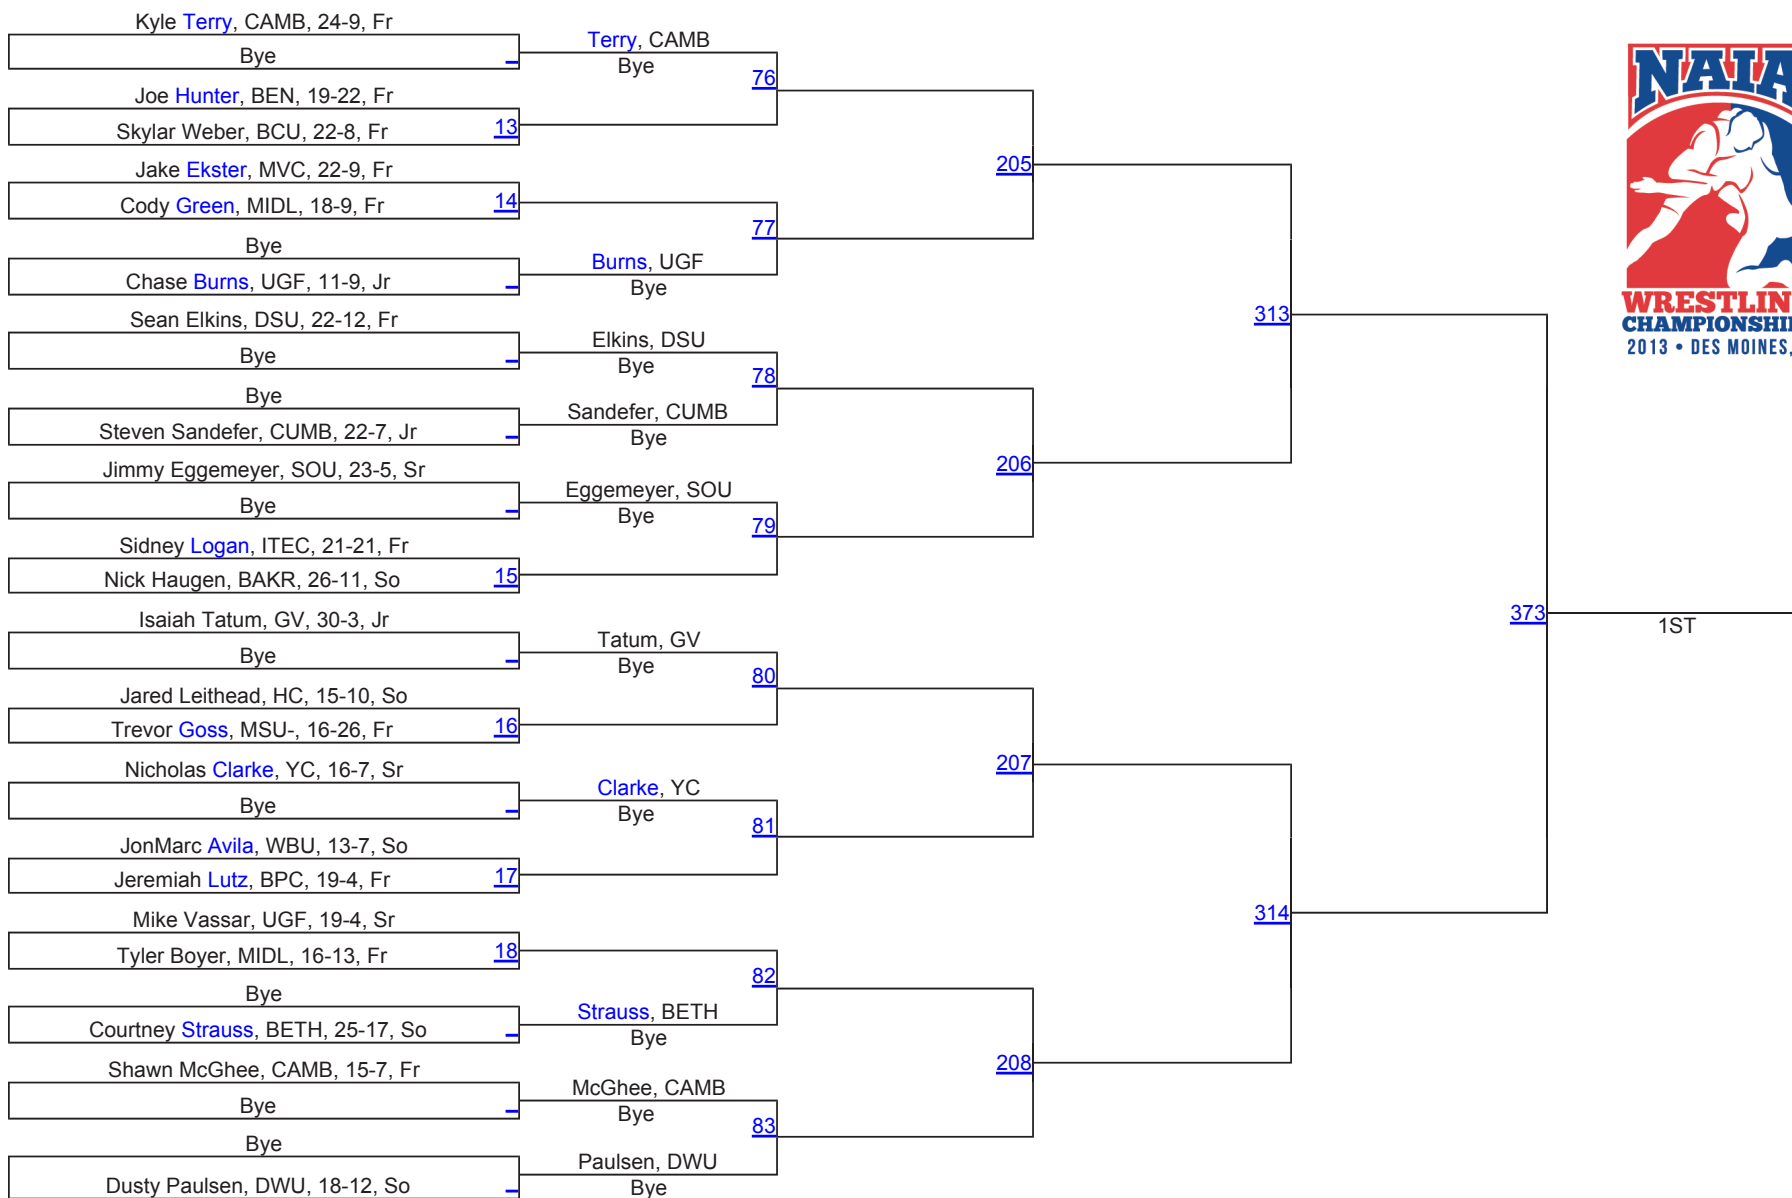 Kyle Terry, CAMB, 24-9, Fr
Bye
Joe Hunter, BEN, 19-22, Fr
Skylar Weber, BCU, 22-8, Fr
13
Jake Ekster, MVC, 22-9, Fr
Cody Green, MIDL, 18-9, Fr
14
Bye
Chase Burns, UGF, 11-9, Jr
Sean Elkins, DSU, 22-12, Fr
Bye
Bye
Steven Sandefer, CUMB, 22-7, Jr
Jimmy Eggemeyer, SOU, 23-5, Sr
Bye
Sidney Logan, ITEC, 21-21, Fr
Nick Haugen, BAKR, 26-11, So
15
Isaiah Tatum, GV, 30-3, Jr
Bye
Jared Leithead, HC, 15-10, So
Trevor Goss, MSU-, 16-26, Fr
16
Nicholas Clarke, YC, 16-7, Sr
Bye
JonMarc Avila, WBU, 13-7, So
Jeremiah Lutz, BPC, 19-4, Fr
17
Mike Vassar, UGF, 19-4, Sr
Tyler Boyer, MIDL, 16-13, Fr
18
Bye
Courtney Strauss, BETH, 25-17, So
Shawn McGhee, CAMB, 15-7, Fr
Bye
Bye
Dusty Paulsen, DWU, 18-12, So
Terry, CAMB
Bye
76
77
Burns, UGF
Bye
Elkins, DSU
Bye
78
Sandefer, CUMB
Bye
Eggemeyer, SOU
Bye
79
Tatum, GV
Bye
80
Clarke, YC
Bye
81
82
Strauss, BETH
Bye
McGhee, CAMB
Bye
83
Paulsen, DWU
Bye
205
206
207
208
313
314
373
1ST
NAIA
WRESTLIN
CHAMPIONSHI
2013 • DES MOINES,